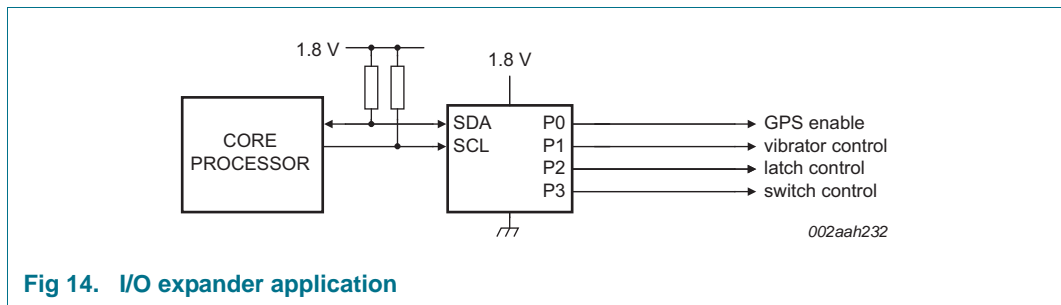 1.8 V
1.8 V
CORE
PROCESSOR
SDA
SCL
P0
P1
P2
P3
GPS enable
vibrator control
latch control
switch control
002aah232
Fig 14. I/O expander application